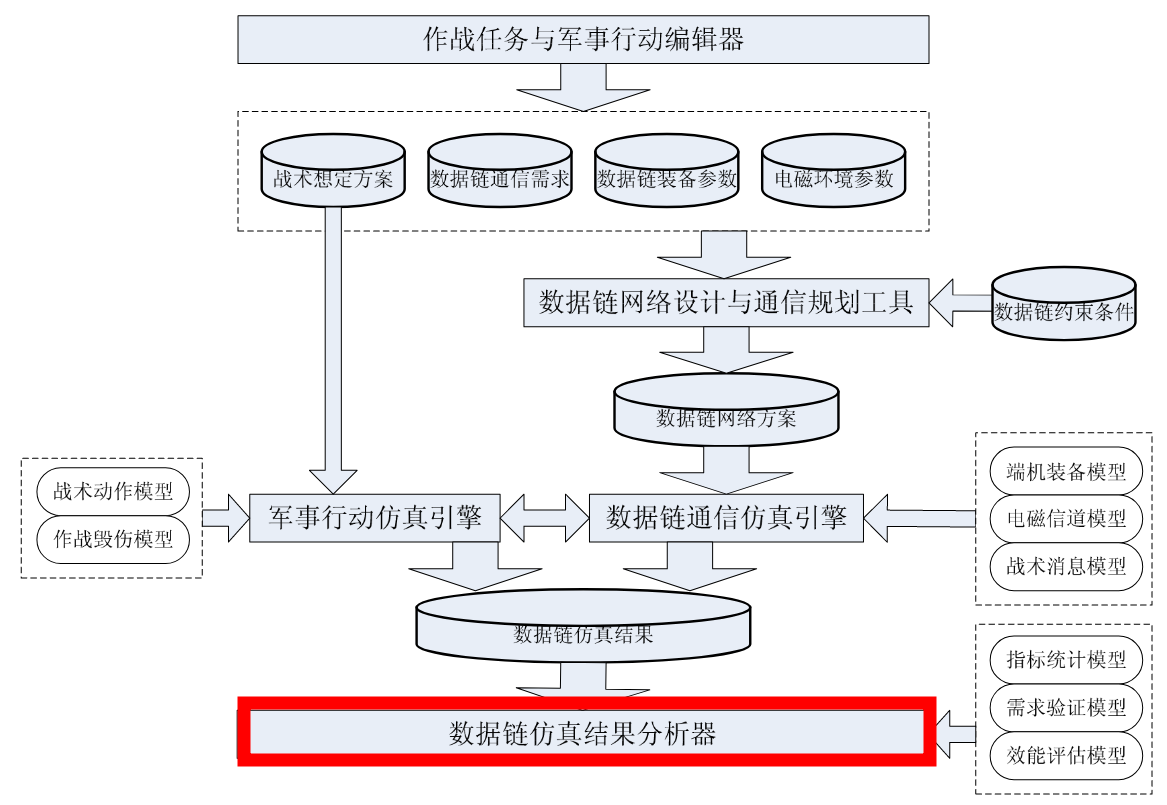 作战任务与军事行动编辑器
战术想定方案
数据链通信需求
数据链装备参数
电磁环境参数
数据链网络设计与通信规划工具
数据链约束条件
数据链网络方案
战术动作模型
作战毁伤模型
军事行动仿真引擎
数据链通信仿真引擎
端机装备模型
电磁信道模型
战术消息模型
数据链仿真结果
指标统计模型
需求验证模型
效能评估模型
数据链仿真结果分析器